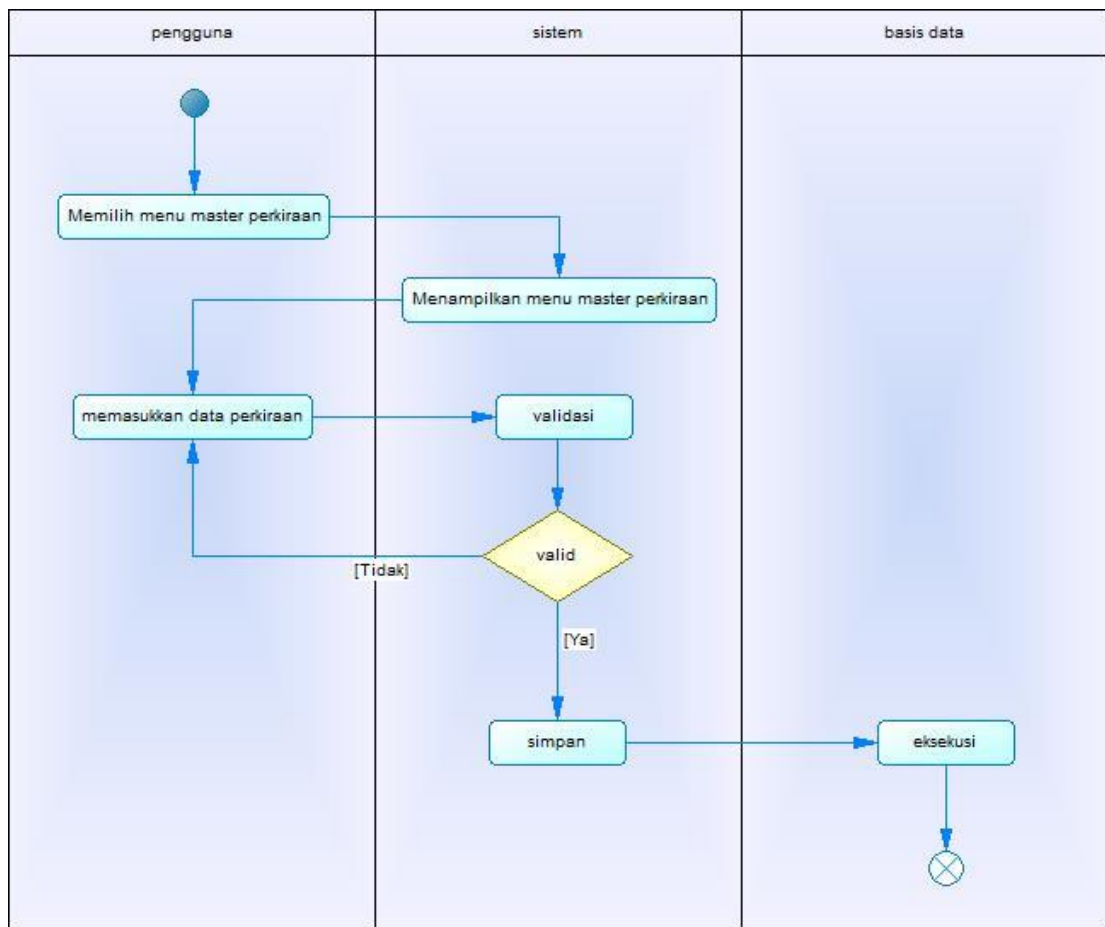 pengguna
sistem
basis data
Memilih menu master perkiraan
Menampilkan menu master perkiraan
memasukkan data perkiraan
validasi
valid
[Tidak]
[Ya]
simpan
eksekusi